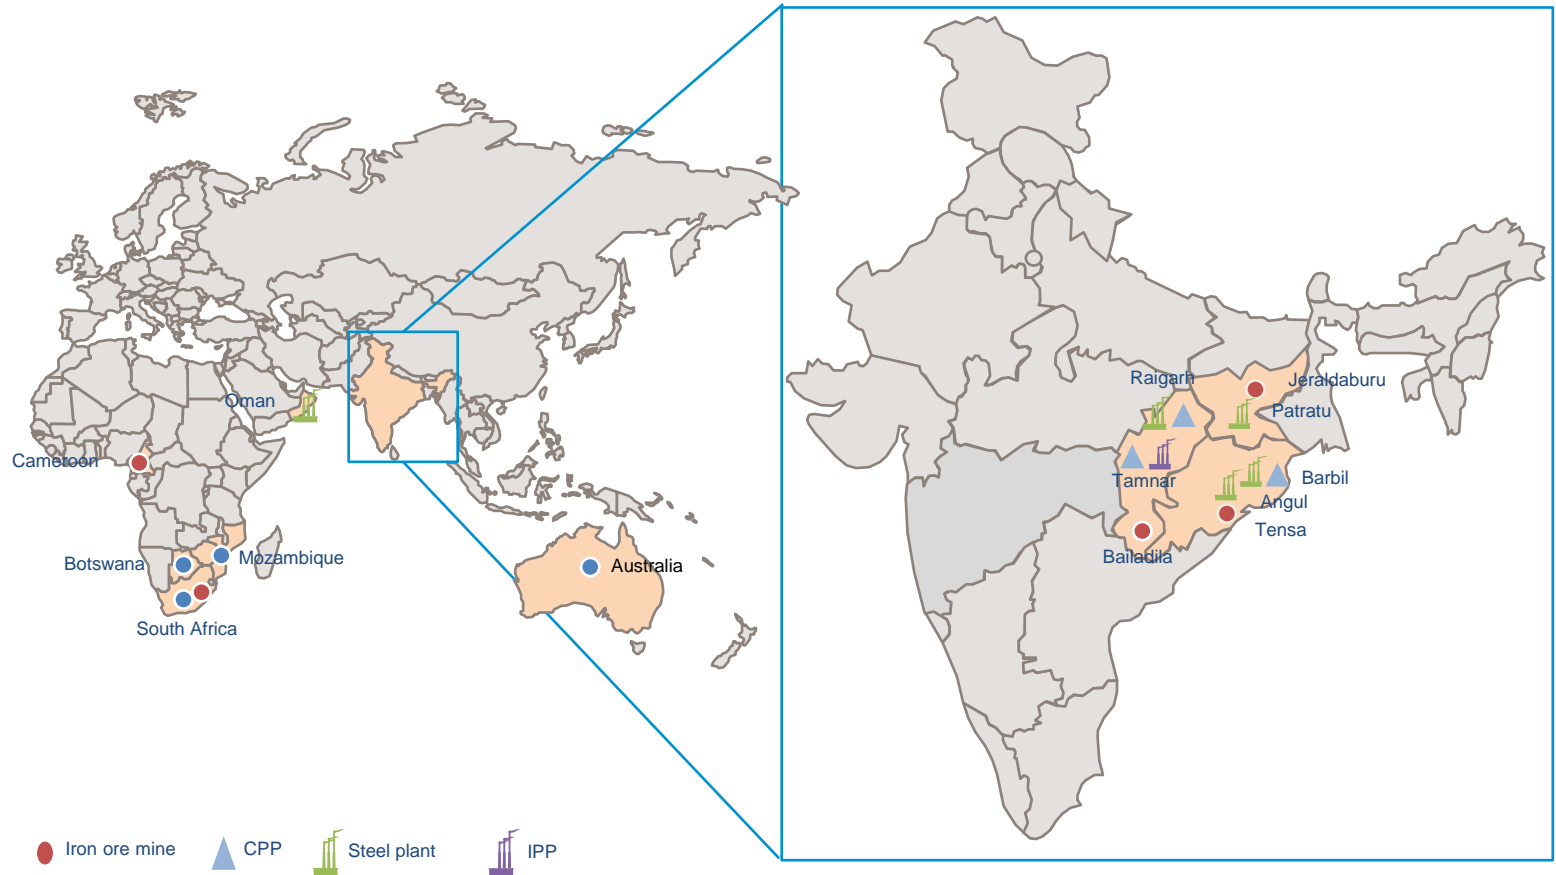 Oman
Cameroon
Botswana
Mozambique
South Africa
Australia
Raigarh
Jeraldaburu
Patratu
Tamnar
Barbil
Angul
Tensa
Bailadila
Iron ore mine
CPP
Steel plant
IPP